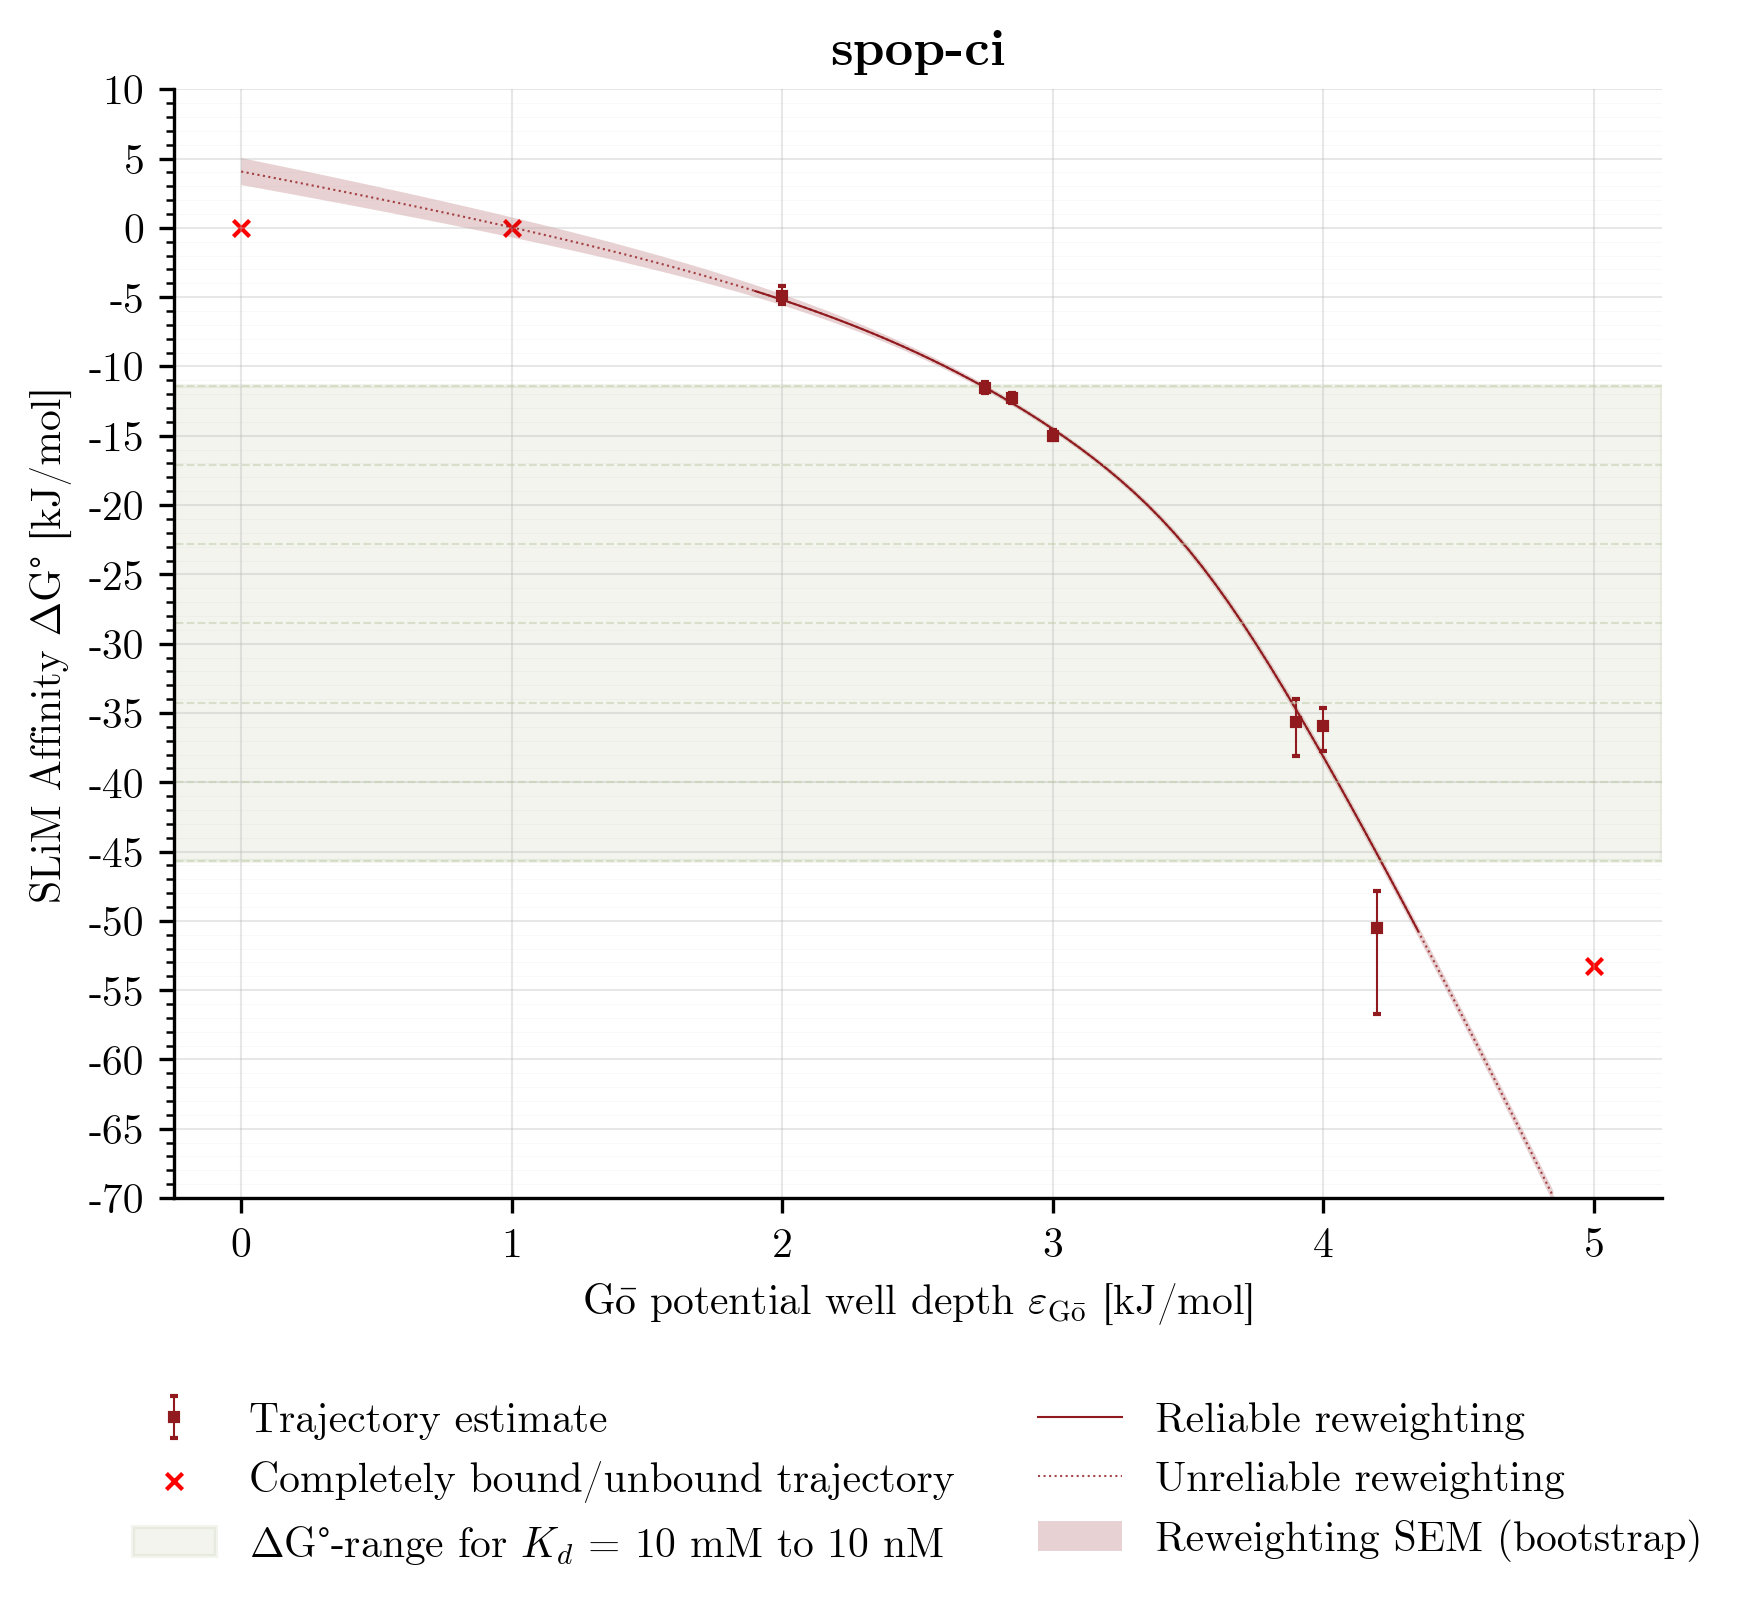 spop-ci
SLiM Affinity ΔG° [kJ/mol]
10
5
0
-5
-10
-15
-20
-25
-30
-35
-40
-45
-50
-55
-60
-65
-70
0 1 2 3 4 5
Gō potential well depth ε_Gō [kJ/mol]
Trajectory estimate
Completely bound/unbound trajectory
ΔG°-range for K_d = 10 mM to 10 nM
Reliable reweighting
Unreliable reweighting
Reweighting SEM (bootstrap)